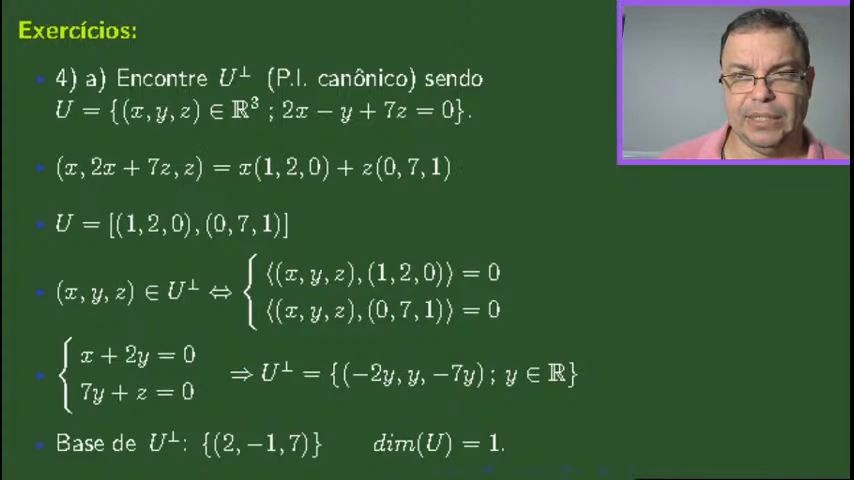 Exercícios:
4) a) Encontre U⊥ (P.I. canônico) sendo
U = {(x, y, z) ∈ ℝ³ ; 2x − y + 7z = 0}.
(x, 2x + 7z, z) = x(1, 2, 0) + z(0, 7, 1)
U = [(1, 2, 0), (0, 7, 1)]
(x, y, z) ∈ U⊥ ⇔ { ⟨(x, y, z), (1, 2, 0)⟩ = 0
⟨(x, y, z), (0, 7, 1)⟩ = 0
{ x + 2y = 0
7y + z = 0 ⇒ U⊥ = {(−2y, y, −7y) ; y ∈ ℝ}
Base de U⊥: {(2, −1, 7)} dim(U) = 1.